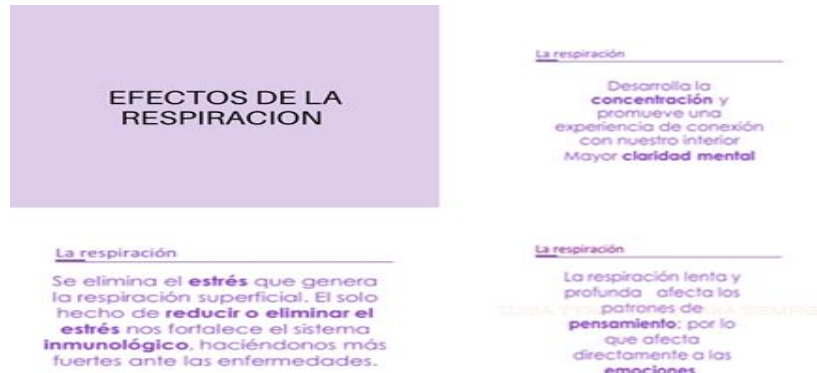 EFECTOS DE LA
RESPIRACION
La respiración
Desarrolla la
concentración y
promueve una
experiencia de conexión
con nuestro interior
Mayor claridad mental
La respiración
Se elimina el estrés que genera
la respiración superficial. El solo
hecho de reducir o eliminar el
estrés nos fortalece el sistema
inmunológico, haciéndonos más
fuertes ante las enfermedades.
La respiración
La respiración lenta y
profunda afecta los
patrones de
pensamiento; por lo
que afecta
directamente a las
emociones